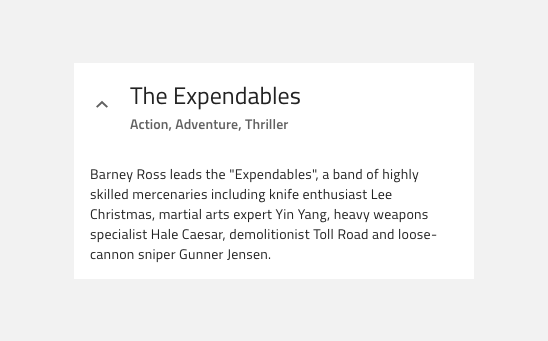 The Expendables
Action, Adventure, Thriller
Barney Ross leads the "Expendables", a band of highly
skilled mercenaries including knife enthusiast Lee
Christmas, martial arts expert Yin Yang, heavy weapons
specialist Hale Caesar, demolitionist Toll Road and loose-
cannon sniper Gunner Jensen.